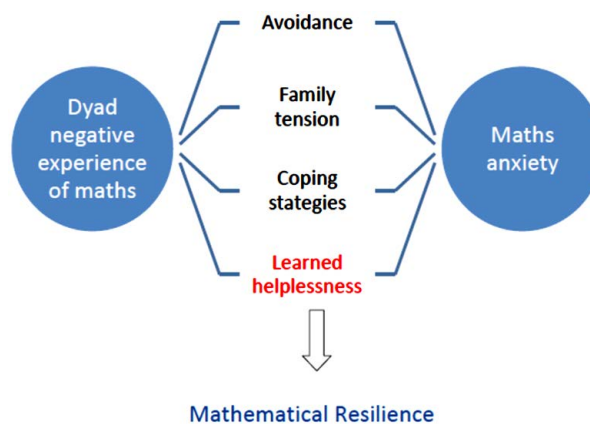 Avoidance
Dyad
negative
experience
of maths
Family
tension
Coping
stategies
Learned
helplessness
Maths
anxiety
Mathematical Resilience